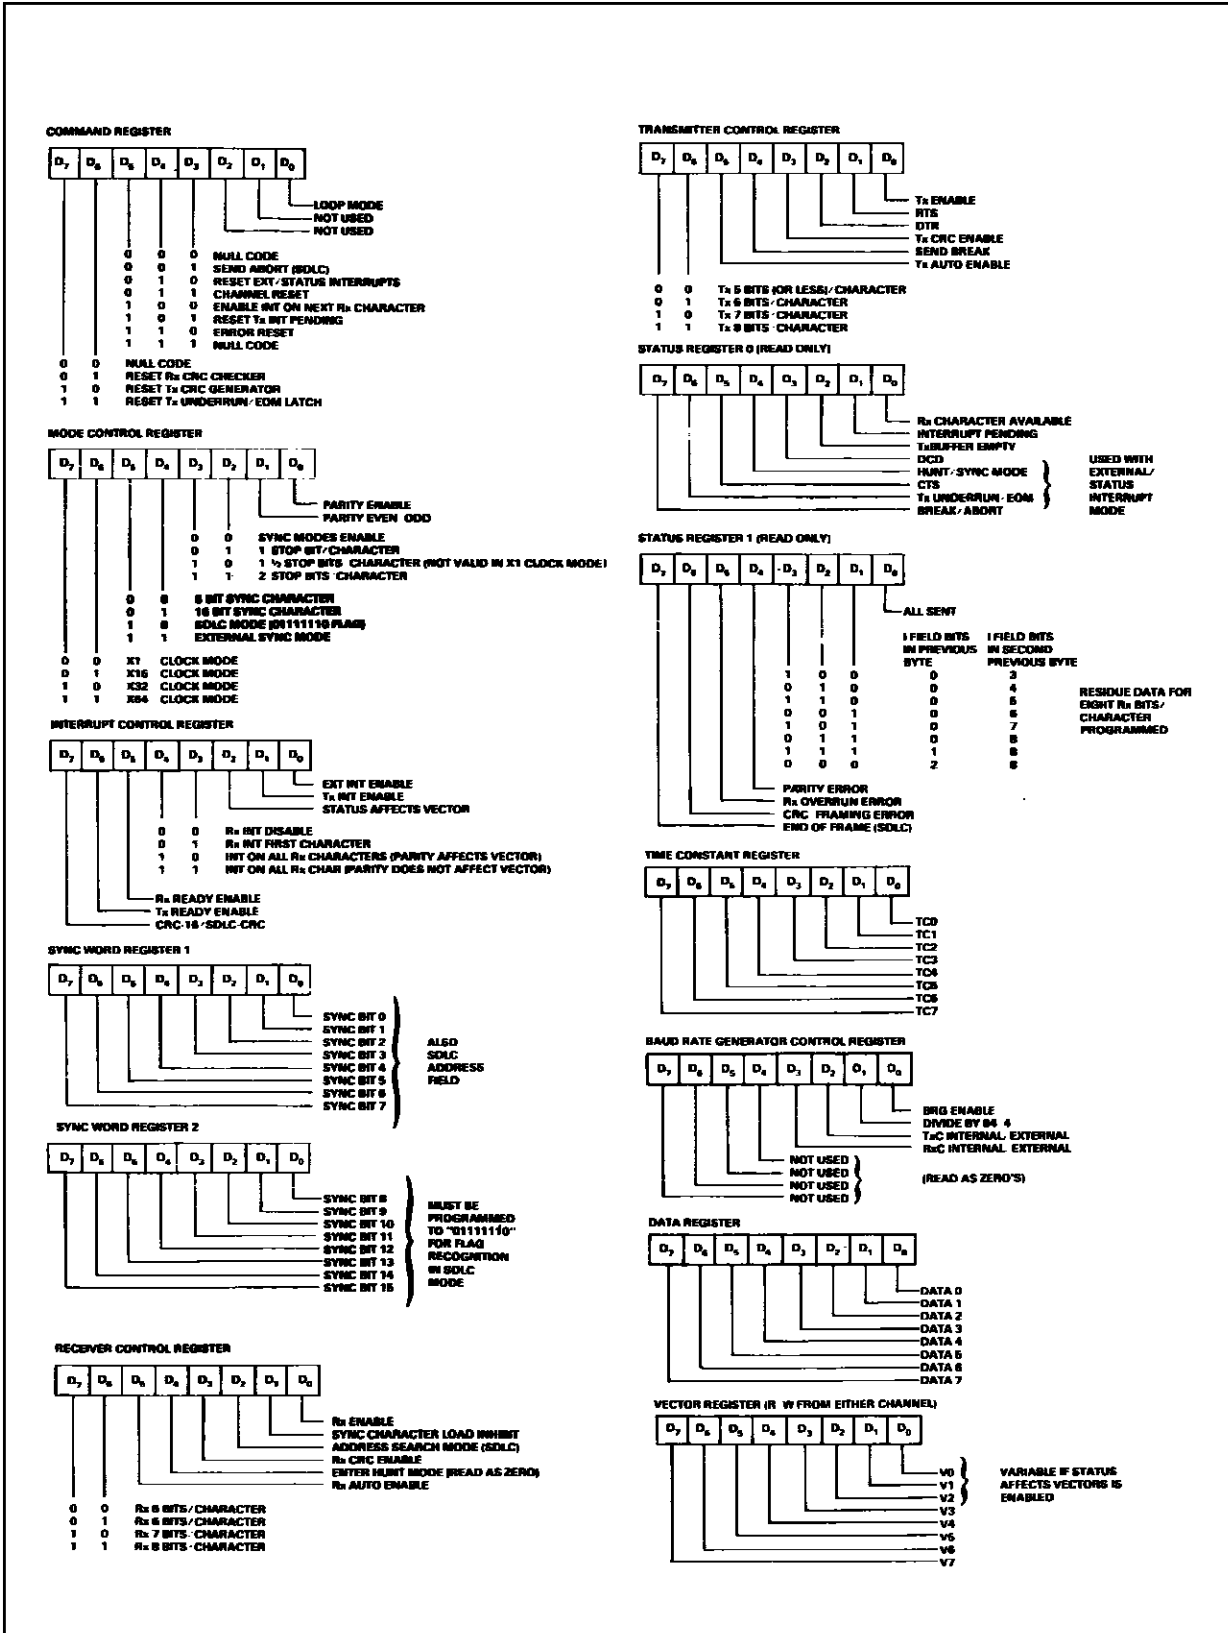 COMMAND REGISTER
D7 D6 D5 D4 D3 D2 D1 D0
LOOP MODE
NOT USED
NOT USED
0 0 0 NULL CODE
0 0 1 SEND ABORT (SDLC)
0 1 0 RESET EXT/STATUS INTERRUPTS
0 1 1 CHANNEL RESET
1 0 0 ENABLE INT ON NEXT Rx CHARACTER
1 0 1 RESET Tx INT PENDING
1 1 0 ERROR RESET
1 1 1 NULL CODE
0 0 NULL CODE
0 1 RESET Rx CRC CHECKER
1 0 RESET Tx CRC GENERATOR
1 1 RESET Tx UNDERRUN/EOM LATCH
MODE CONTROL REGISTER
D7 D6 D5 D4 D3 D2 D1 D0
PARITY ENABLE
PARITY EVEN ODD
0 0 SYNC MODES ENABLE
0 1 1 STOP BIT/CHARACTER
1 0 1 ½ STOP BITS CHARACTER (NOT VALID IN X1 CLOCK MODE)
1 1 2 STOP BITS CHARACTER
0 0 8 BIT SYNC CHARACTER
0 1 16 BIT SYNC CHARACTER
1 0 SDLC MODE (01111110 FLAG)
1 1 EXTERNAL SYNC MODE
0 0 X1 CLOCK MODE
0 1 X16 CLOCK MODE
1 0 X32 CLOCK MODE
1 1 X64 CLOCK MODE
INTERRUPT CONTROL REGISTER
D7 D6 D5 D4 D3 D2 D1 D0
EXT INT ENABLE
Tx INT ENABLE
STATUS AFFECTS VECTOR
0 0 Rx INT DISABLE
0 1 Rx INT FIRST CHARACTER
1 0 INT ON ALL Rx CHARACTERS (PARITY AFFECTS VECTOR)
1 1 INT ON ALL Rx CHAR (PARITY DOES NOT AFFECT VECTOR)
Rx READY ENABLE
Tx READY ENABLE
CRC-16/SDLC-CRC
SYNC WORD REGISTER 1
D7 D6 D5 D4 D3 D2 D1 D0
SYNC BIT 0
SYNC BIT 1
SYNC BIT 2
SYNC BIT 3
SYNC BIT 4
SYNC BIT 5
SYNC BIT 6
SYNC BIT 7
ALSO
SDLC
ADDRESS
FIELD
SYNC WORD REGISTER 2
D7 D6 D5 D4 D3 D2 D1 D0
SYNC BIT 8
SYNC BIT 9
SYNC BIT 10
SYNC BIT 11
SYNC BIT 12
SYNC BIT 13
SYNC BIT 14
SYNC BIT 15
MUST BE
PROGRAMMED
TO "01111110"
FOR FLAG
RECOGNITION
IN SDLC
MODE
RECEIVER CONTROL REGISTER
D7 D6 D5 D4 D3 D2 D1 D0
Rx ENABLE
SYNC CHARACTER LOAD INHIBIT
ADDRESS SEARCH MODE (SDLC)
Rx CRC ENABLE
ENTER HUNT MODE (READ AS ZERO)
Rx AUTO ENABLE
0 0 Rx 5 BITS/CHARACTER
0 1 Rx 6 BITS/CHARACTER
1 0 Rx 7 BITS/CHARACTER
1 1 Rx 8 BITS/CHARACTER
TRANSMITTER CONTROL REGISTER
D7 D6 D5 D4 D3 D2 D1 D0
Tx ENABLE
RTS
DTR
Tx CRC ENABLE
SEND BREAK
Tx AUTO ENABLE
0 0 Tx 5 BITS (OR LESS)/CHARACTER
0 1 Tx 6 BITS/CHARACTER
1 0 Tx 7 BITS/CHARACTER
1 1 Tx 8 BITS/CHARACTER
STATUS REGISTER 0 (READ ONLY)
D7 D6 D5 D4 D3 D2 D1 D0
Rx CHARACTER AVAILABLE
INTERRUPT PENDING
Tx BUFFER EMPTY
DCD
HUNT/SYNC MODE
CTS
Tx UNDERRUN/EOM
BREAK/ABORT
USED WITH
EXTERNAL/
STATUS
INTERRUPT
MODE
STATUS REGISTER 1 (READ ONLY)
D7 D6 D5 D4 D3 D2 D1 D0
ALL SENT
I FIELD BITS I FIELD BITS
IN PREVIOUS IN SECOND
BYTE PREVIOUS BYTE
1 0 0 0 3
0 1 0 0 4
1 1 0 0 5
0 0 1 0 6
1 0 1 0 7
0 1 1 0 8
1 1 1 1 8
0 0 0 2 8
RESIDUE DATA FOR
EIGHT Rx BITS/
CHARACTER
PROGRAMMED
PARITY ERROR
Rx OVERRUN ERROR
CRC FRAMING ERROR
END OF FRAME (SDLC)
TIME CONSTANT REGISTER
D7 D6 D5 D4 D3 D2 D1 D0
TC0
TC1
TC2
TC3
TC4
TC5
TC6
TC7
BAUD RATE GENERATOR CONTROL REGISTER
D7 D6 D5 D4 D3 D2 D1 D0
BRG ENABLE
DIVIDE BY 64 4
TxC INTERNAL EXTERNAL
RxC INTERNAL EXTERNAL
NOT USED
NOT USED
NOT USED
NOT USED
(READ AS ZERO'S)
DATA REGISTER
D7 D6 D5 D4 D3 D2 D1 D0
DATA 0
DATA 1
DATA 2
DATA 3
DATA 4
DATA 5
DATA 6
DATA 7
VECTOR REGISTER (R W FROM EITHER CHANNEL)
D7 D6 D5 D4 D3 D2 D1 D0
V0
V1
V2
V3
V4
V5
V6
V7
VARIABLE IF STATUS
AFFECTS VECTORS IS
ENABLED